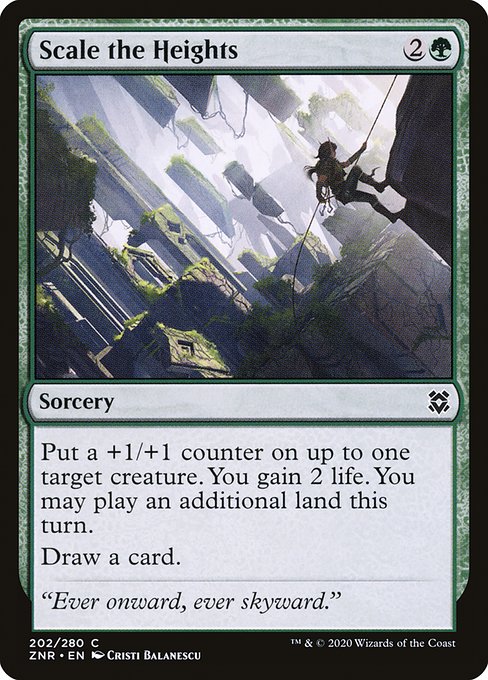 Scale the Heights 2
Sorcery
Put a +1/+1 counter on up to one
target creature. You gain 2 life. You
may play an additional land this
turn.
Draw a card.
“Ever onward, ever skyward.”
202/280 C
™ & © 2020 Wizards of the Coast
ZNR • EN Cristi Balanescu